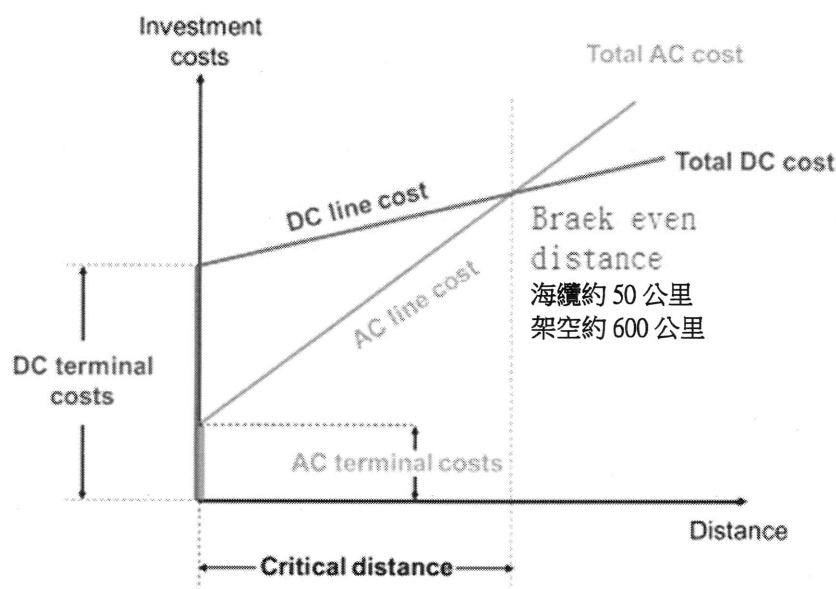 Investment
costs
Total AC cost
Total DC cost
DC line cost
Braek even
distance
海纜約 50 公里
架空約 600 公里
AC line cost
DC terminal
costs
AC terminal costs
Distance
Critical distance